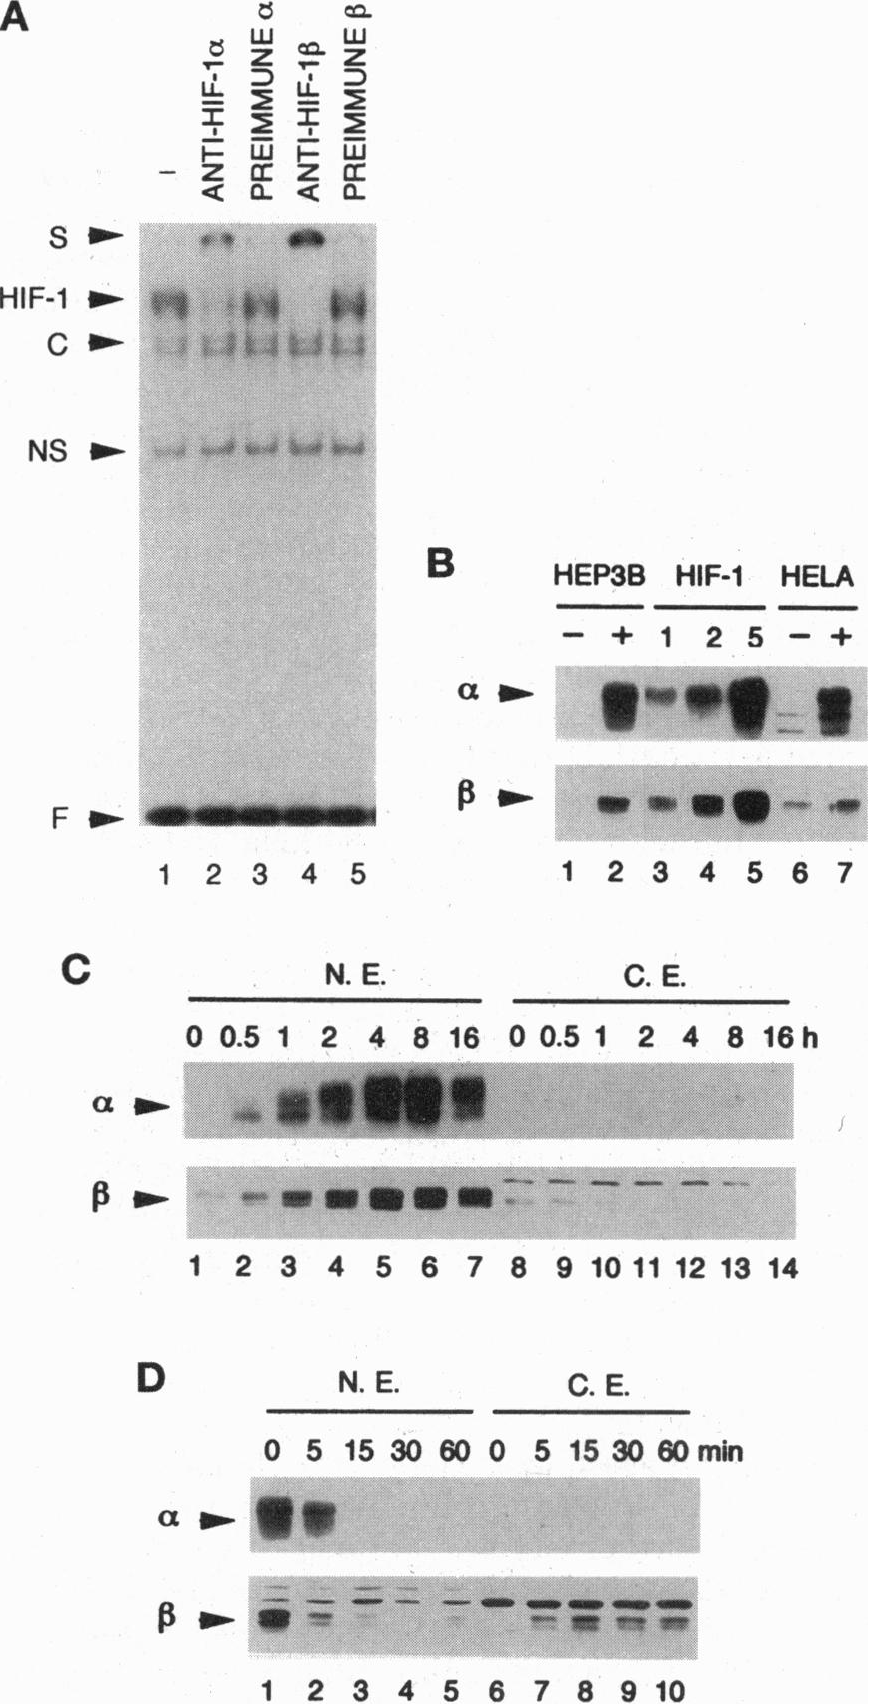 A
–
ANTI-HIF-1α
PREIMMUNE α
ANTI-HIF-1β
PREIMMUNE β
S
HIF-1
C
NS
F
1 2 3 4 5
B
HEP3B HIF-1 HELA
– + 1 2 5 – +
α
β
1 2 3 4 5 6 7
C
N. E. C. E.
0 0.5 1 2 4 8 16 0 0.5 1 2 4 8 16 h
α
β
1 2 3 4 5 6 7 8 9 10 11 12 13 14
D
N. E. C. E.
0 5 15 30 60 0 5 15 30 60 min
α
β
1 2 3 4 5 6 7 8 9 10